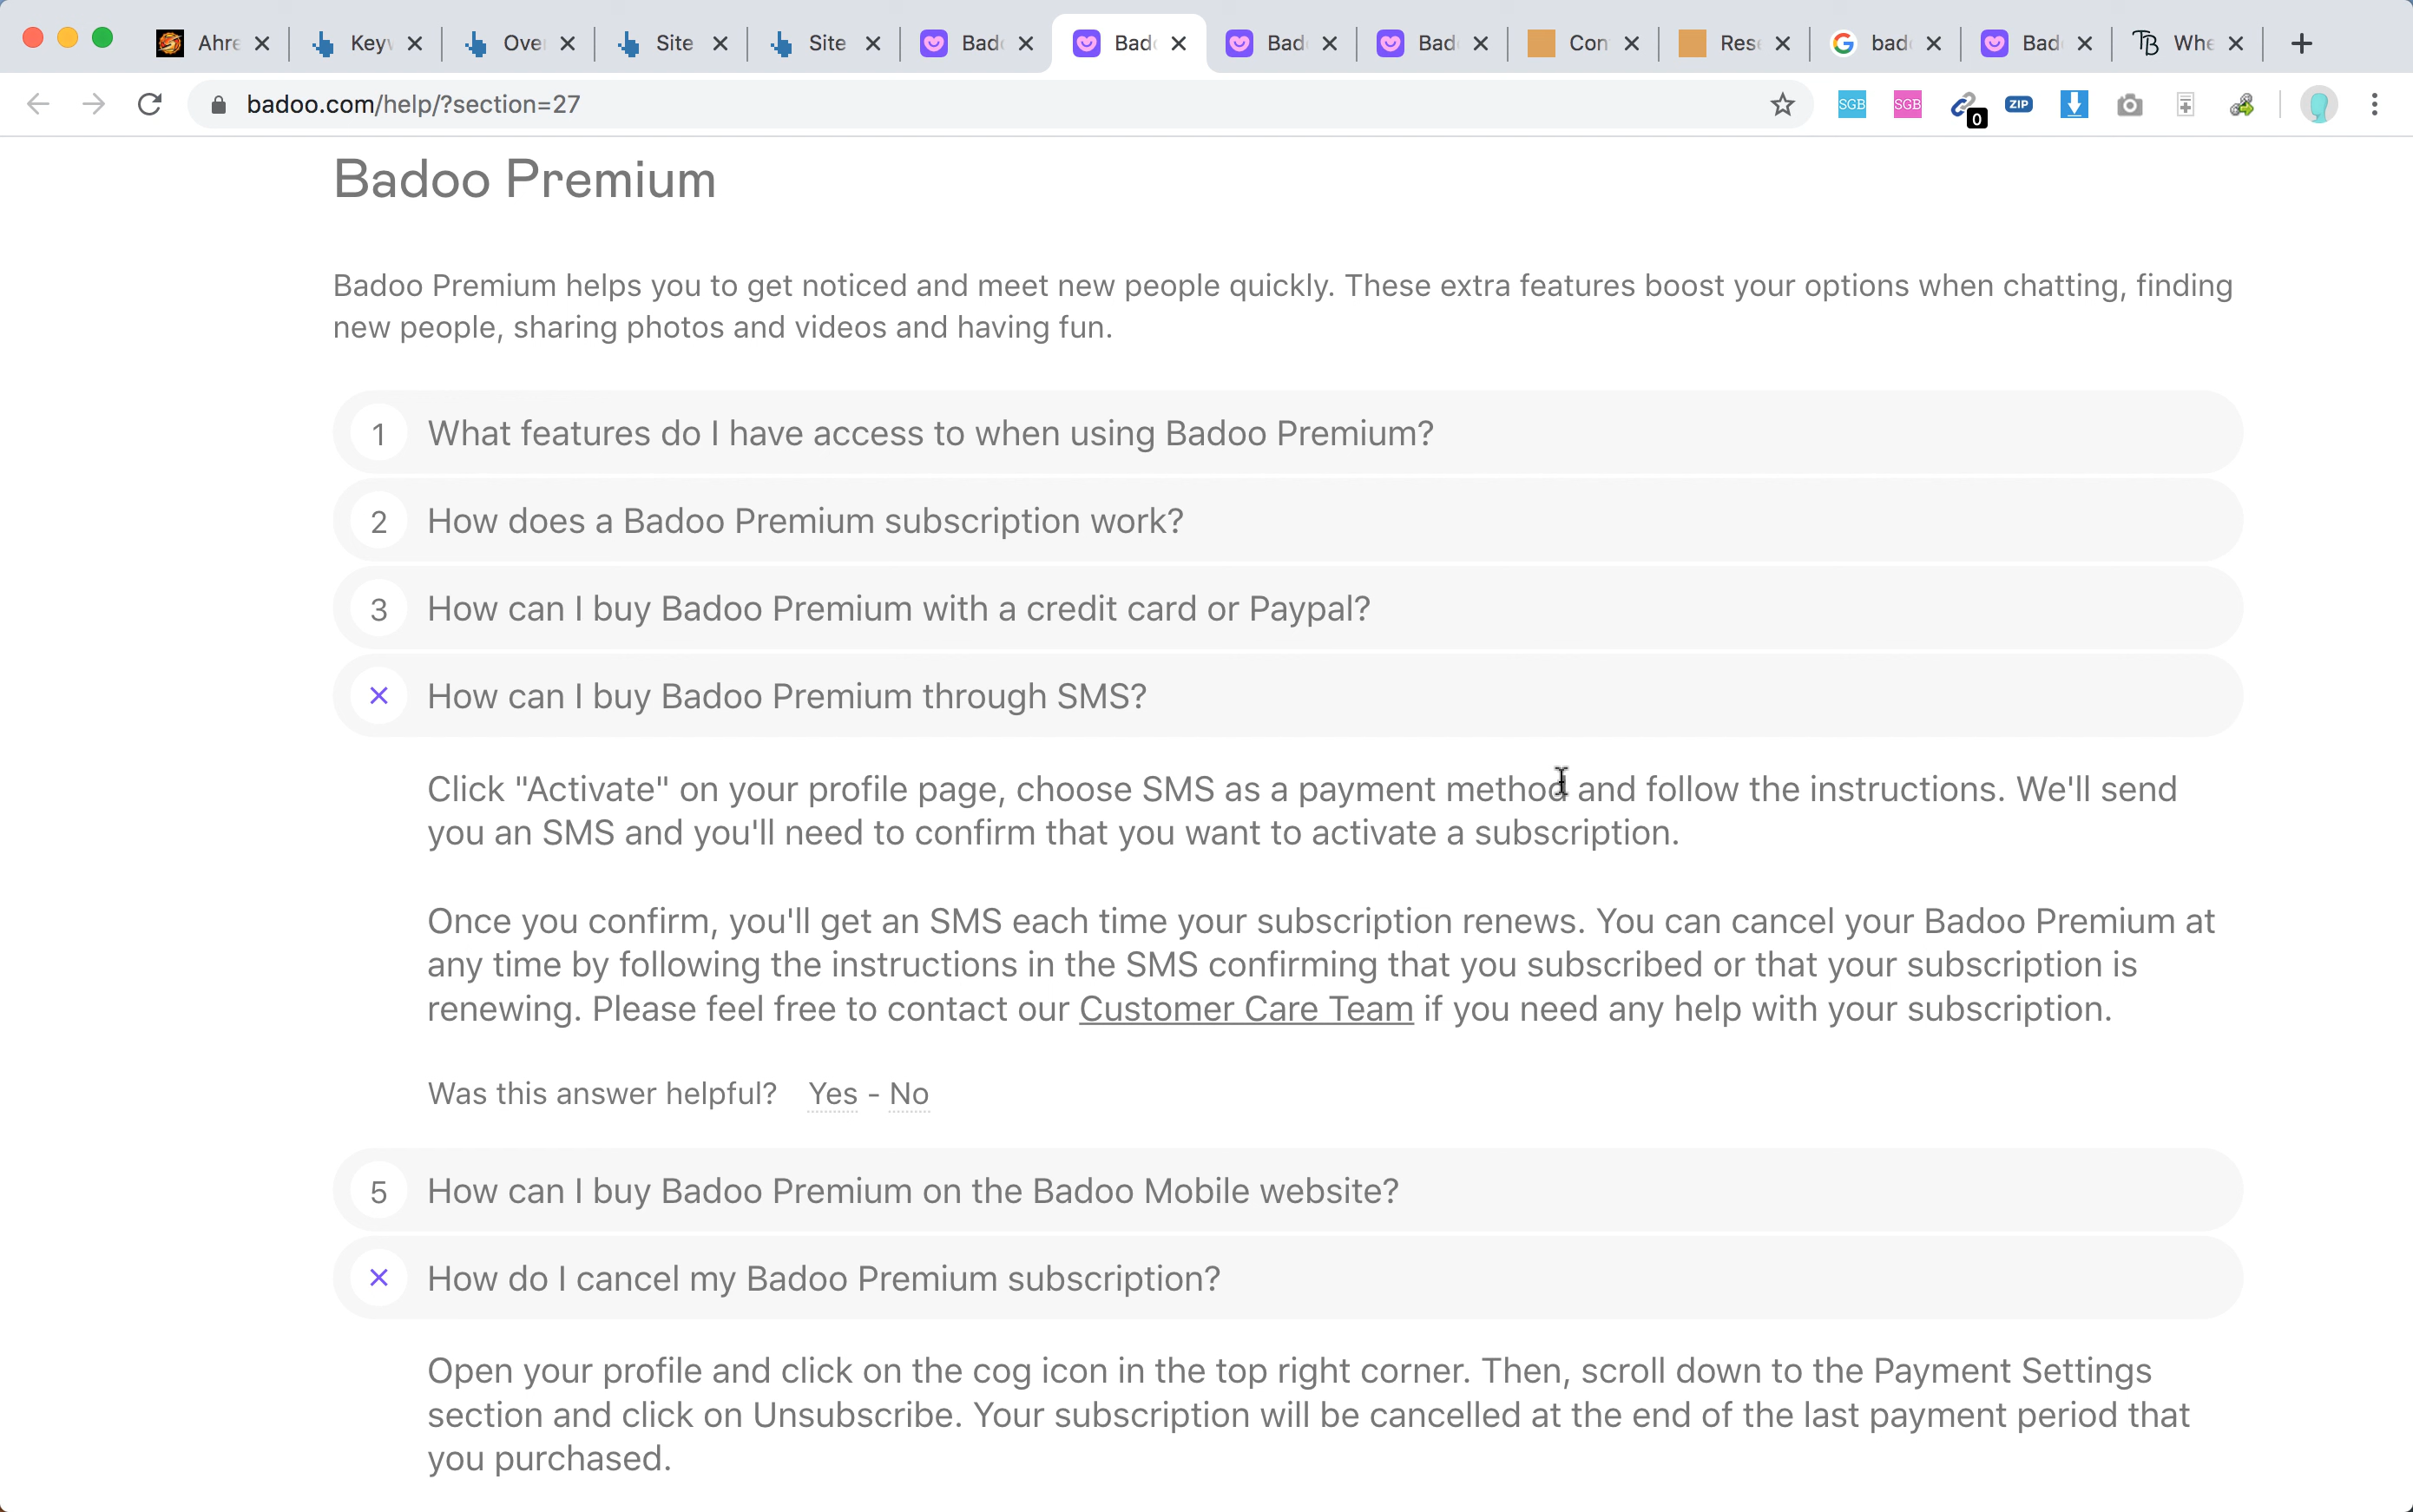 Ahre Keyw Ove Site Site Bado Bado Bad Bad Con Rese bado Bad Whe
badoo.com/help/?section=27
SGB SGB 0 ZIP
Badoo Premium
Badoo Premium helps you to get noticed and meet new people quickly. These extra features boost your options when chatting, finding
new people, sharing photos and videos and having fun.
1 What features do I have access to when using Badoo Premium?
2 How does a Badoo Premium subscription work?
3 How can I buy Badoo Premium with a credit card or Paypal?
How can I buy Badoo Premium through SMS?
Click "Activate" on your profile page, choose SMS as a payment method and follow the instructions. We'll send
you an SMS and you'll need to confirm that you want to activate a subscription.
Once you confirm, you'll get an SMS each time your subscription renews. You can cancel your Badoo Premium at
any time by following the instructions in the SMS confirming that you subscribed or that your subscription is
renewing. Please feel free to contact our Customer Care Team if you need any help with your subscription.
Was this answer helpful? Yes - No
5 How can I buy Badoo Premium on the Badoo Mobile website?
How do I cancel my Badoo Premium subscription?
Open your profile and click on the cog icon in the top right corner. Then, scroll down to the Payment Settings
section and click on Unsubscribe. Your subscription will be cancelled at the end of the last payment period that
you purchased.